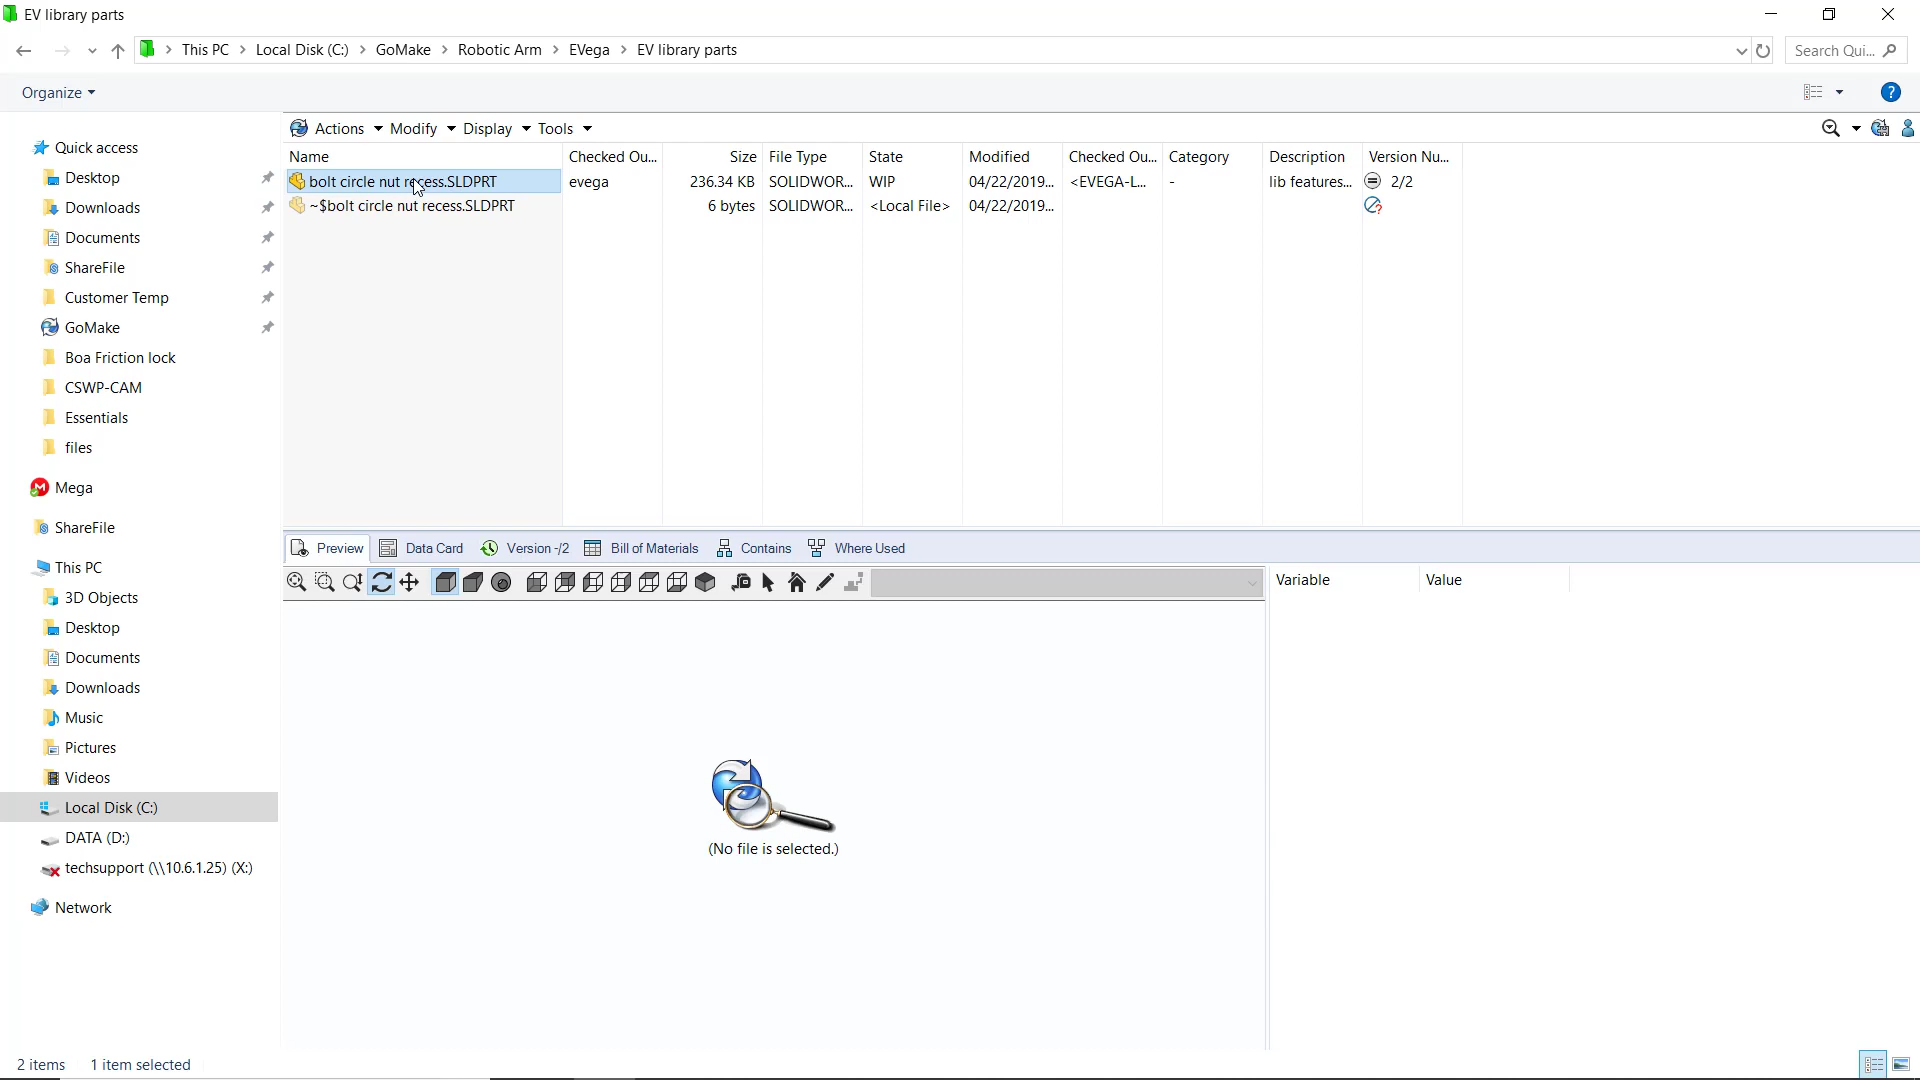 EV library parts
This PC > Local Disk (C:) > GoMake > Robotic Arm > EVega > EV library parts
Search Qui...
Organize
Actions Modify Display Tools
Name Checked Ou... Size File Type State Modified Checked Ou... Category Description Version Nu...
bolt circle nut recess.SLDPRT evega 236.34 KB SOLIDWOR... WIP 04/22/2019... <EVEGA-L... - lib features... 2/2
~$bolt circle nut recess.SLDPRT 6 bytes SOLIDWOR... <Local File> 04/22/2019...
Quick access
Desktop
Downloads
Documents
ShareFile
Customer Temp
GoMake
Boa Friction lock
CSWP-CAM
Essentials
files
Mega
ShareFile
This PC
3D Objects
Desktop
Documents
Downloads
Music
Pictures
Videos
Local Disk (C:)
DATA (D:)
techsupport (\\10.6.1.25) (X:)
Network
Preview Data Card Version -/2 Bill of Materials Contains Where Used
Variable Value
(No file is selected.)
2 items 1 item selected